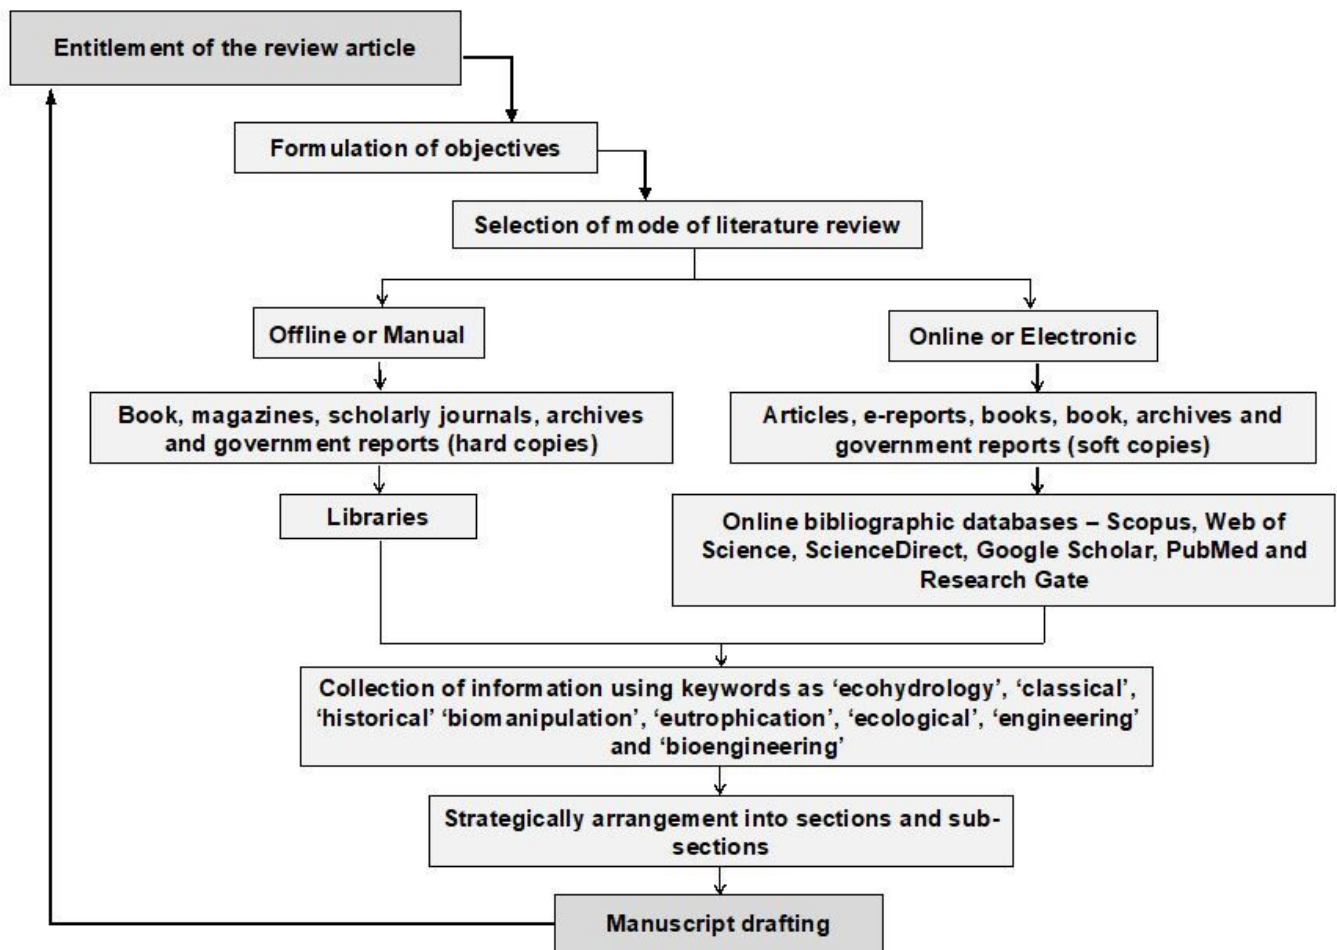 Entitlement of the review article
Formulation of objectives
Selection of mode of literature review
Offline or Manual
Online or Electronic
Book, magazines, scholarly journals, archives
and government reports (hard copies)
Articles, e-reports, books, book, archives and
government reports (soft copies)
Libraries
Online bibliographic databases – Scopus, Web of
Science, ScienceDirect, Google Scholar, PubMed and
Research Gate
Collection of information using keywords as ‘ecohydrology’, ‘classical’,
‘historical’ ‘biomanipulation’, ‘eutrophication’, ‘ecological’, ‘engineering’
and ‘bioengineering’
Strategically arrangement into sections and sub-
sections
Manuscript drafting